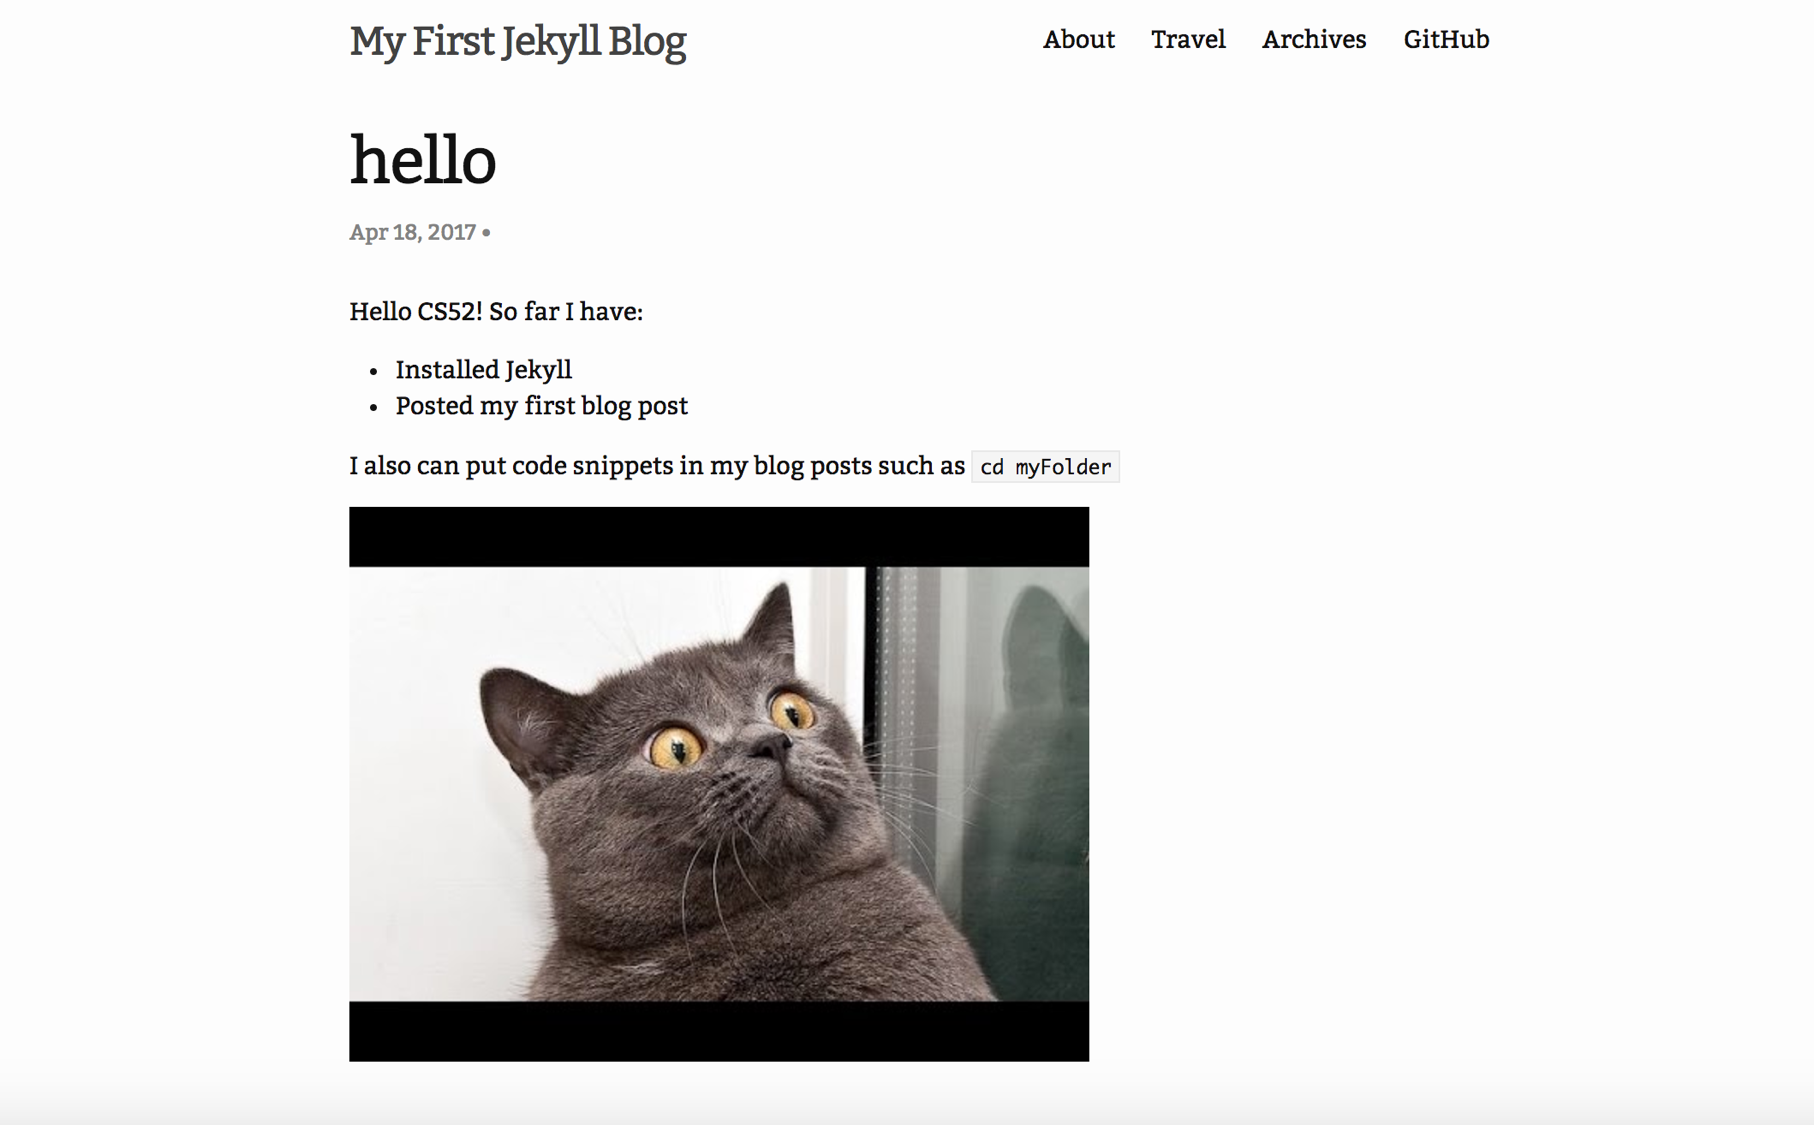 My First Jekyll Blog
About Travel Archives GitHub
hello
Apr 18, 2017 •
Hello CS52! So far I have:
• Installed Jekyll
• Posted my first blog post
I also can put code snippets in my blog posts such as cd myFolder